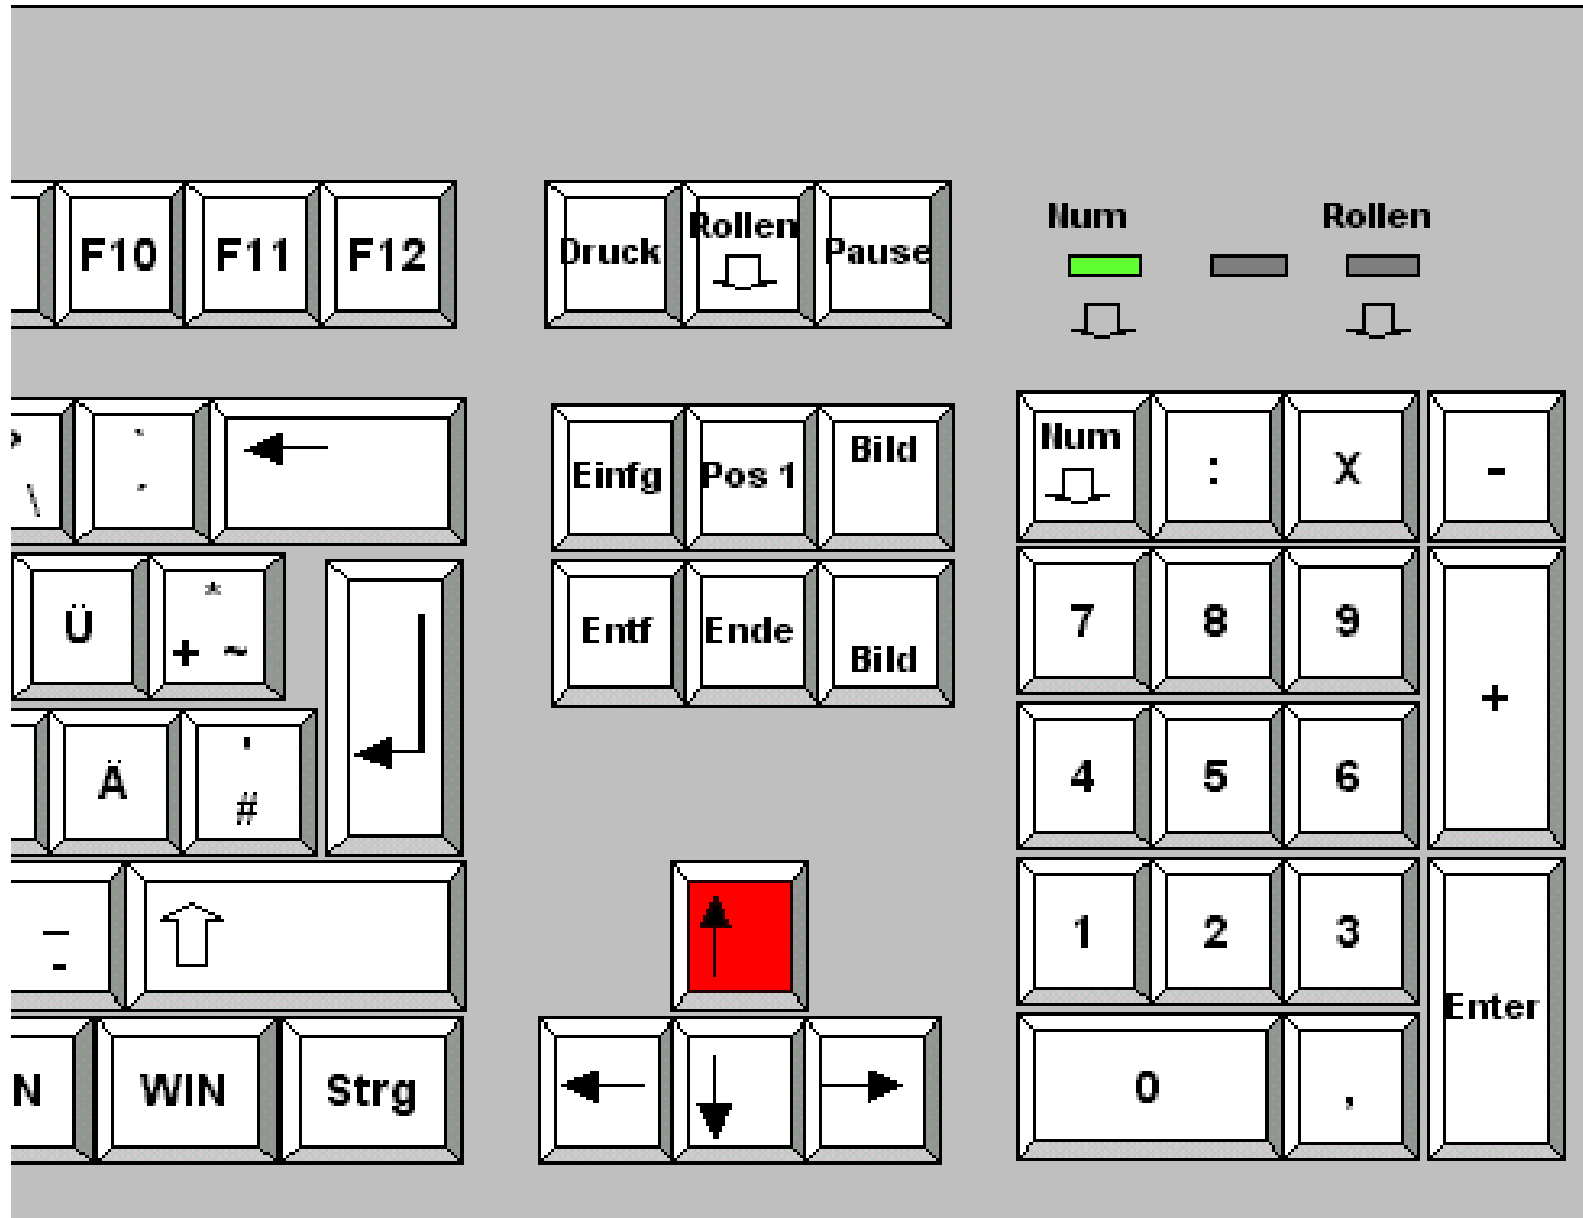 F10 F11 F12
Druck Rollen Pause
Num Rollen
` ´
\
Einfg Pos 1 Bild
Num : X -
Ü * + ~
Entf Ende Bild
7 8 9
+
Ä ' #
4 5 6
_ -
1 2 3
Enter
N WIN Strg
0 ,